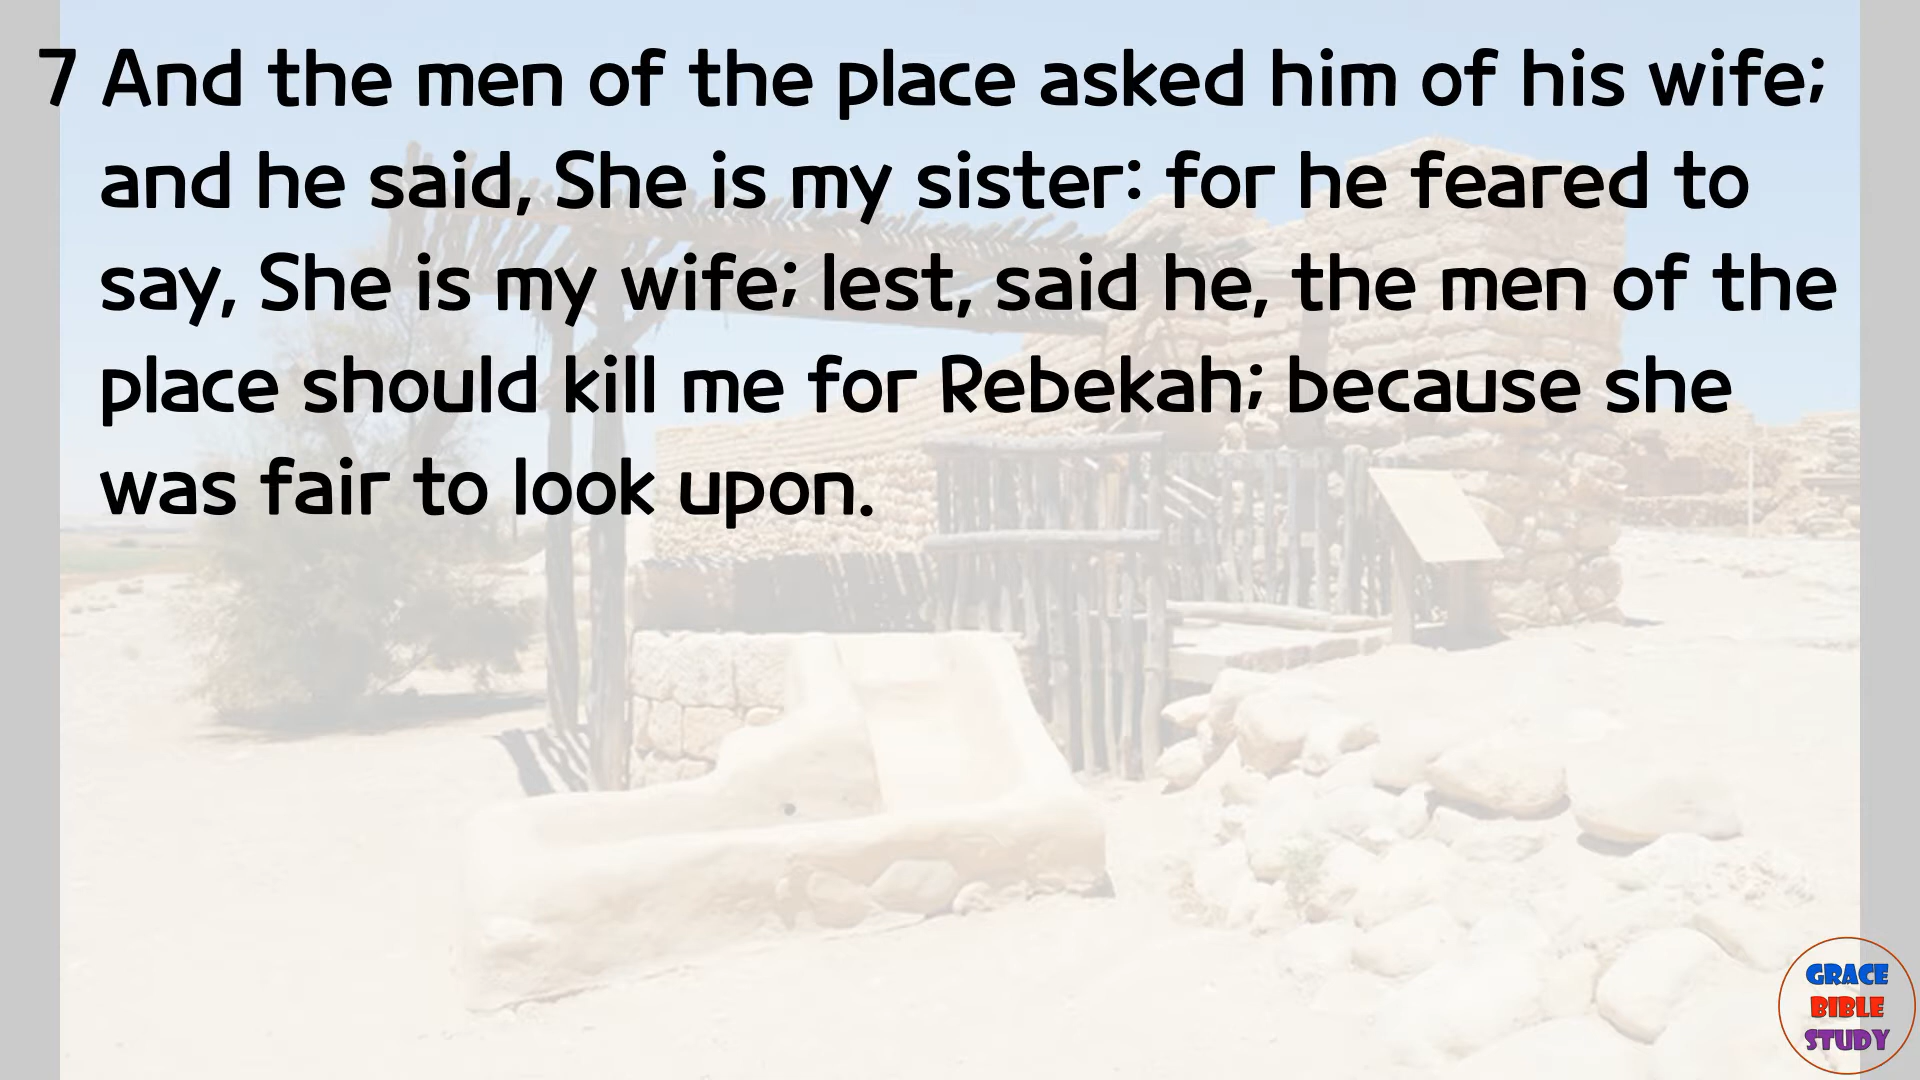 7 And the men of the place asked him of his wife;
and he said, She is my sister: for he feared to
say, She is my wife; lest, said he, the men of the
place should kill me for Rebekah; because she
was fair to look upon.
GRACE
BIBLE
STUDY